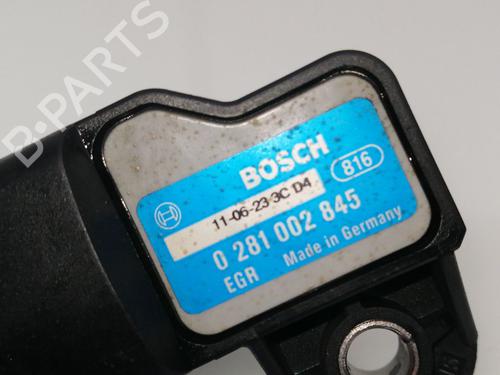 B-PARTS
BOSCH
816
11-06-23 3C D4
0 281 002 845
EGR Made in Germany